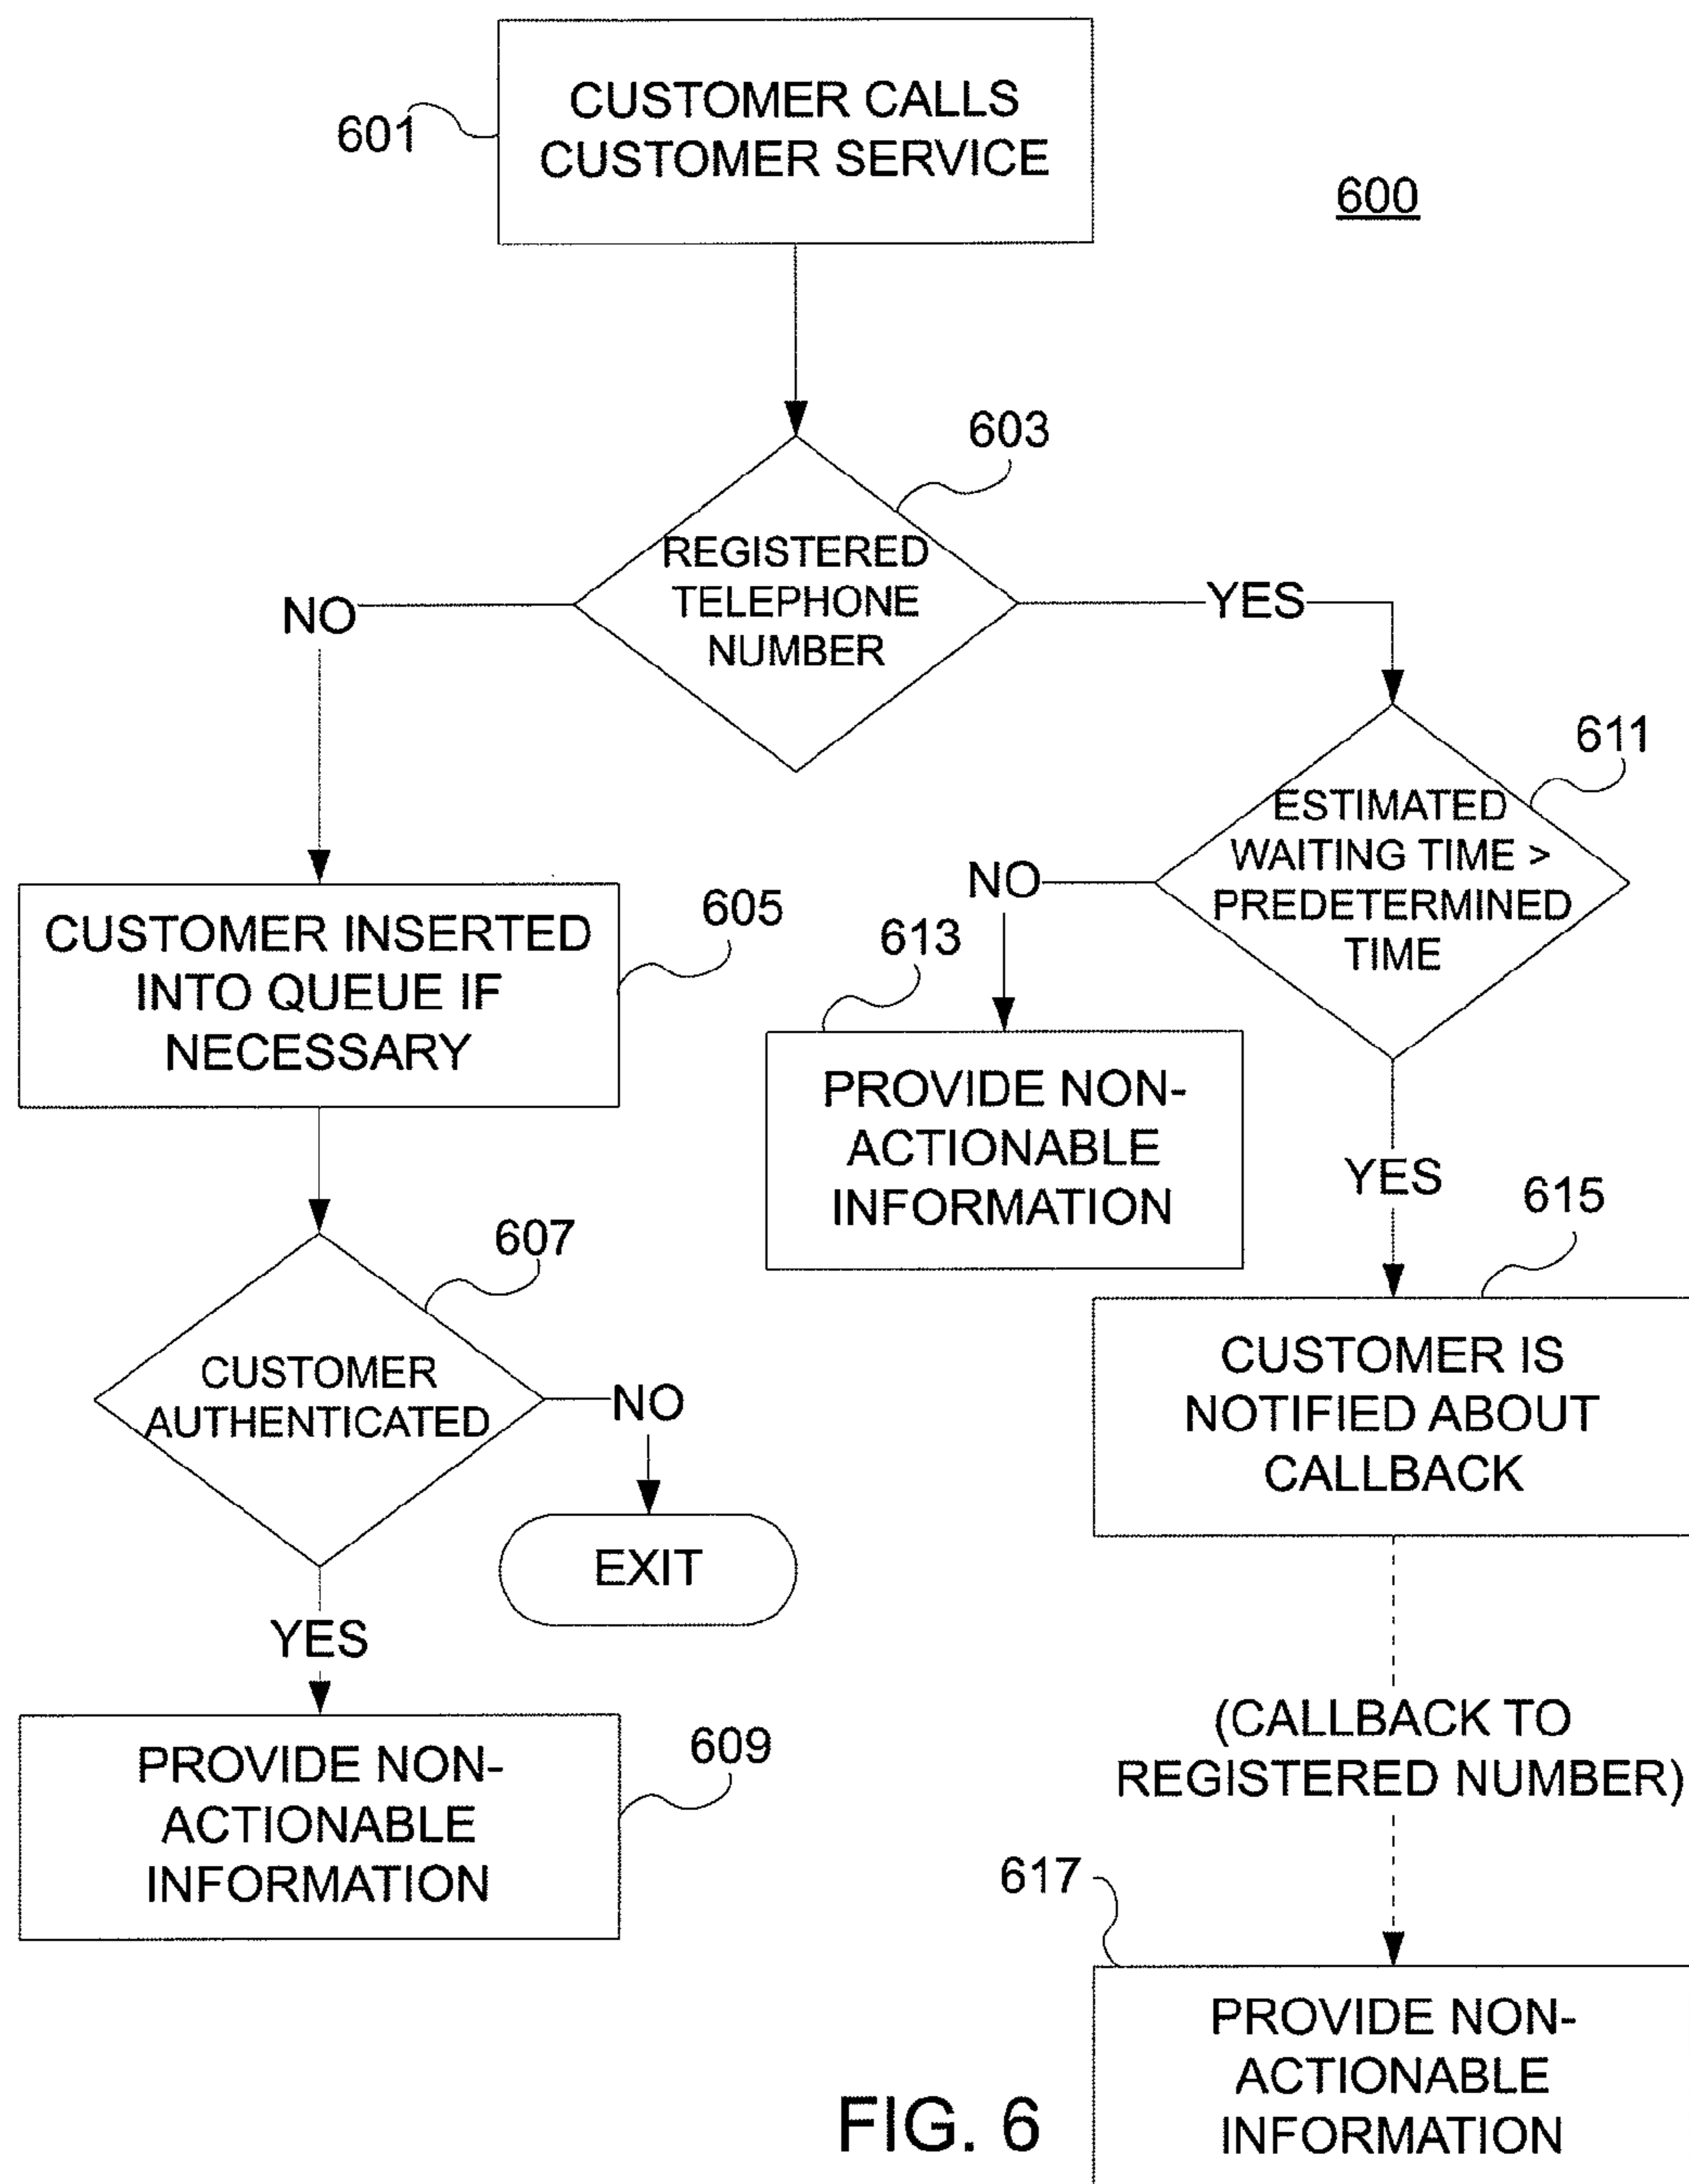 CUSTOMER CALLS
CUSTOMER SERVICE
601
600
603
REGISTERED
TELEPHONE
NUMBER
NO
YES
611
ESTIMATED
WAITING TIME >
PREDETERMINED
TIME
NO
605
CUSTOMER INSERTED
INTO QUEUE IF
NECESSARY
613
PROVIDE NON-
ACTIONABLE
INFORMATION
YES
615
607
CUSTOMER
AUTHENTICATED
NO
EXIT
CUSTOMER IS
NOTIFIED ABOUT
CALLBACK
YES
(CALLBACK TO
REGISTERED NUMBER)
609
PROVIDE NON-
ACTIONABLE
INFORMATION
617
PROVIDE NON-
ACTIONABLE
INFORMATION
FIG. 6